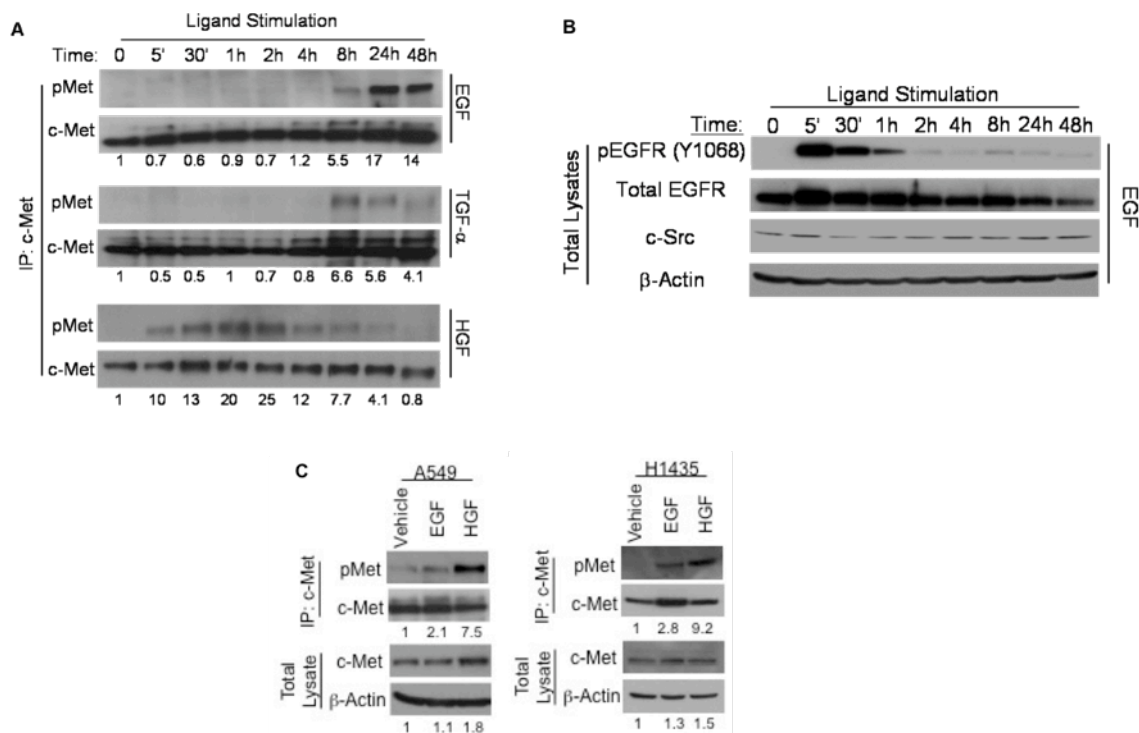 A
Ligand Stimulation
Time: 0 5' 30' 1h 2h 4h 8h 24h 48h
IP: c-Met
pMet
c-Met
EGF
1 0.7 0.6 0.9 0.7 1.2 5.5 17 14
pMet
c-Met
TGF-α
1 0.5 0.5 1 0.7 0.8 6.6 5.6 4.1
pMet
c-Met
HGF
1 10 13 20 25 12 7.7 4.1 0.8
B
Ligand Stimulation
Time: 0 5' 30' 1h 2h 4h 8h 24h 48h
Total Lysates
pEGFR (Y1068)
Total EGFR
c-Src
β-Actin
EGF
C
A549
Vehicle EGF HGF
IP: c-Met
pMet
c-Met
1 2.1 7.5
Total Lysate
c-Met
β-Actin
1 1.1 1.8
H1435
Vehicle EGF HGF
IP: c-Met
pMet
c-Met
1 2.8 9.2
Total Lysate
c-Met
β-Actin
1 1.3 1.5